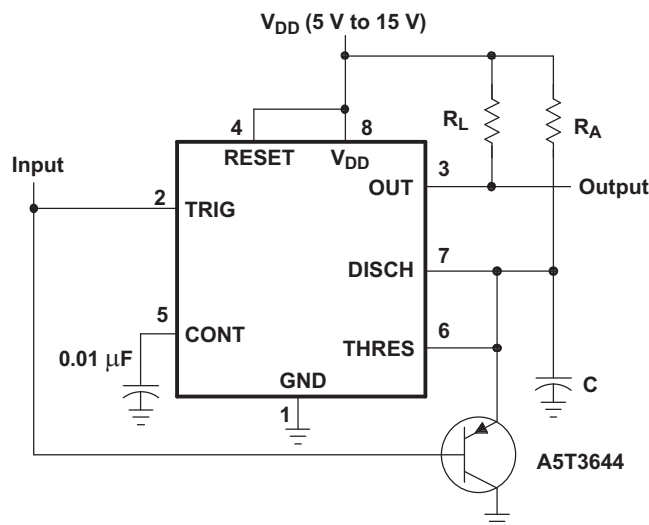 VDD (5 V to 15 V)
4
8
RL
RA
RESET
VDD
Input
3
OUT
Output
2
TRIG
7
DISCH
5
CONT
6
THRES
0.01 μF
GND
C
1
A5T3644